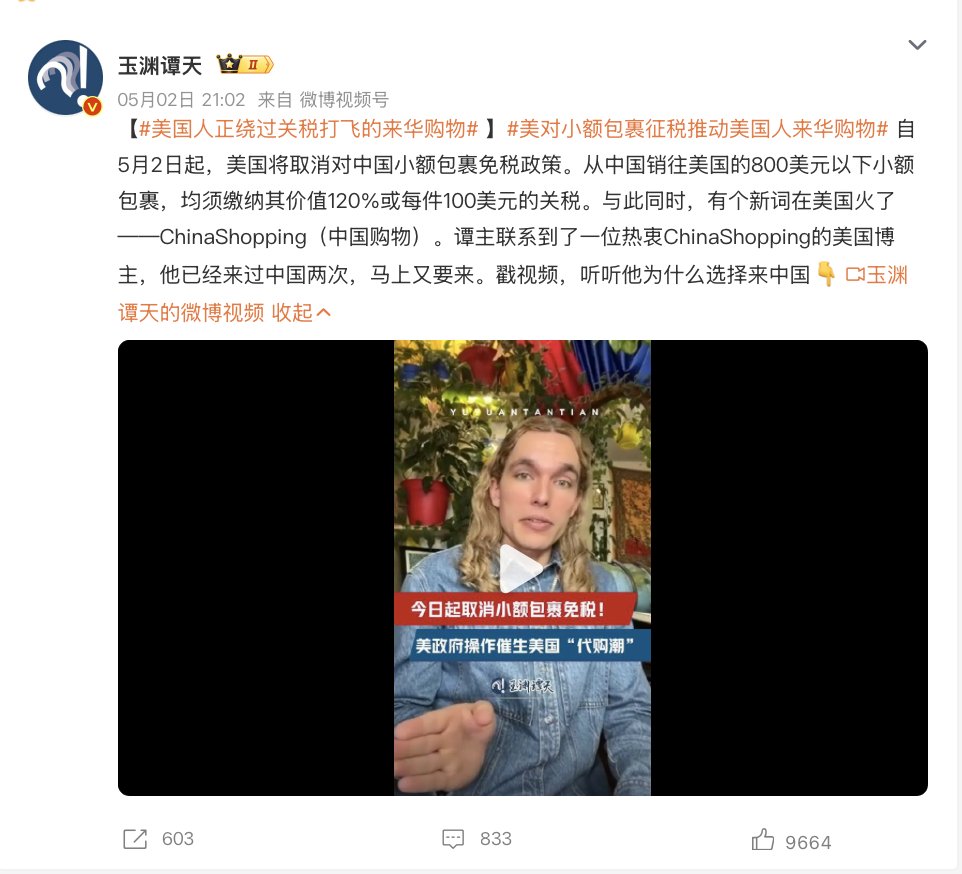 玉渊谭天 II
05月02日 21:02 来自 微博视频号
【#美国人正绕过关税打飞的来华购物# 】#美对小额包裹征税推动美国人来华购物# 自
5月2日起，美国将取消对中国小额包裹免税政策。从中国销往美国的800美元以下小额
包裹，均须缴纳其价值120%或每件100美元的关税。与此同时，有个新词在美国火了
——ChinaShopping（中国购物）。谭主联系到了一位热衷ChinaShopping的美国博
主，他已经来过中国两次，马上又要来。戳视频，听听他为什么选择来中国👇 玉渊
谭天的微博视频 收起
YUYUANTANTIAN
今日起取消小额包裹免税！
美政府操作催生美国“代购潮”
玉渊谭天
603 833 9664